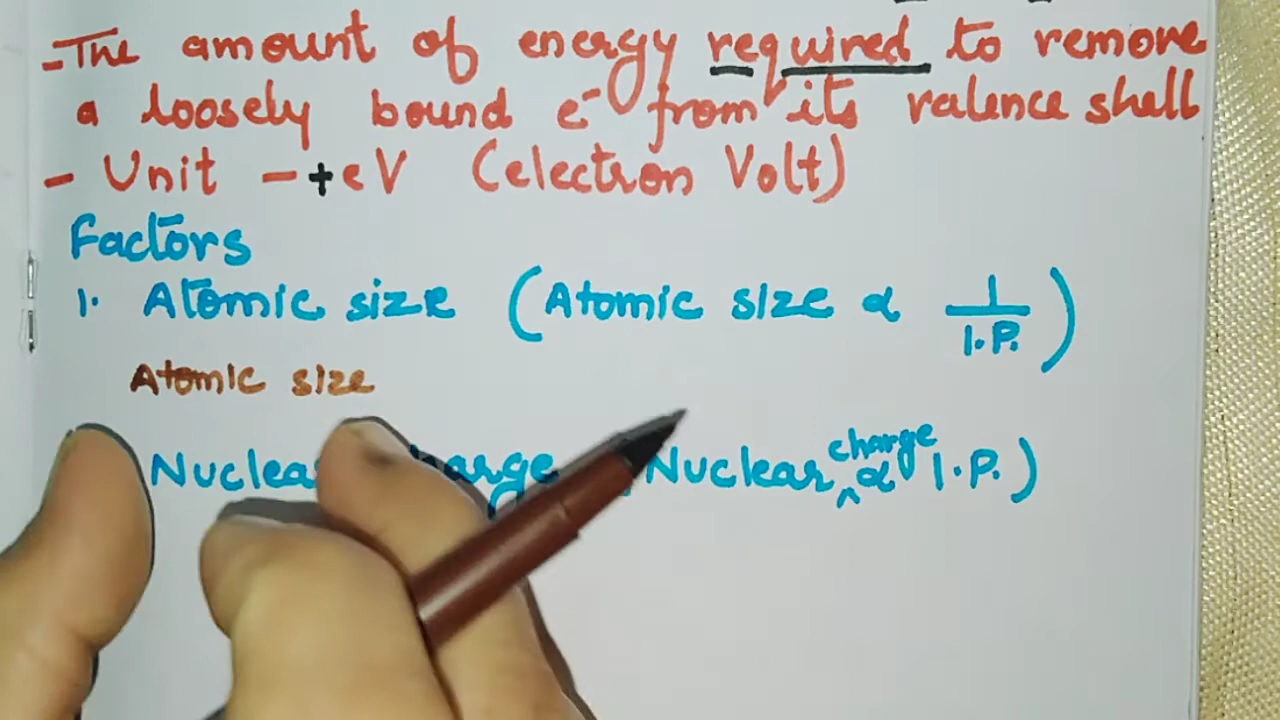 - The amount of energy required to remove
a loosely bound e⁻ from its valence shell
- Unit - + eV (electron Volt)
Factors
1. Atomic size (Atomic size ∝ 1/I.P.)
Atomic size
Nuclear charge (Nuclear charge ∝ I.P.)